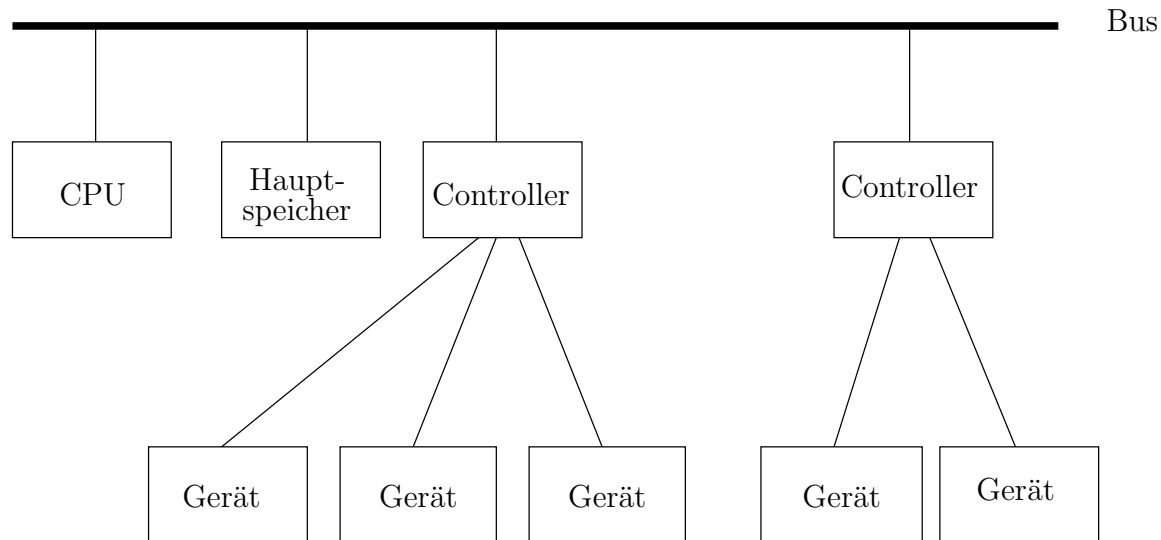 Bus
CPU
Haupt-
speicher
Controller
Controller
Gerät
Gerät
Gerät
Gerät
Gerät